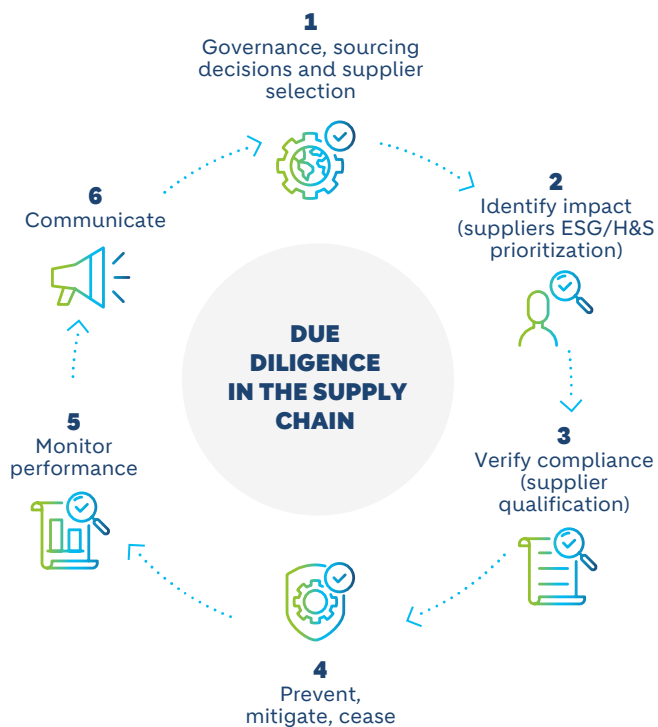 1
Governance, sourcing
decisions and supplier
selection
2
Identify impact
(suppliers ESG/H&S
prioritization)
3
Verify compliance
(supplier
qualification)
4
Prevent,
mitigate, cease
5
Monitor
performance
6
Communicate
DUE
DILIGENCE
IN THE SUPPLY
CHAIN